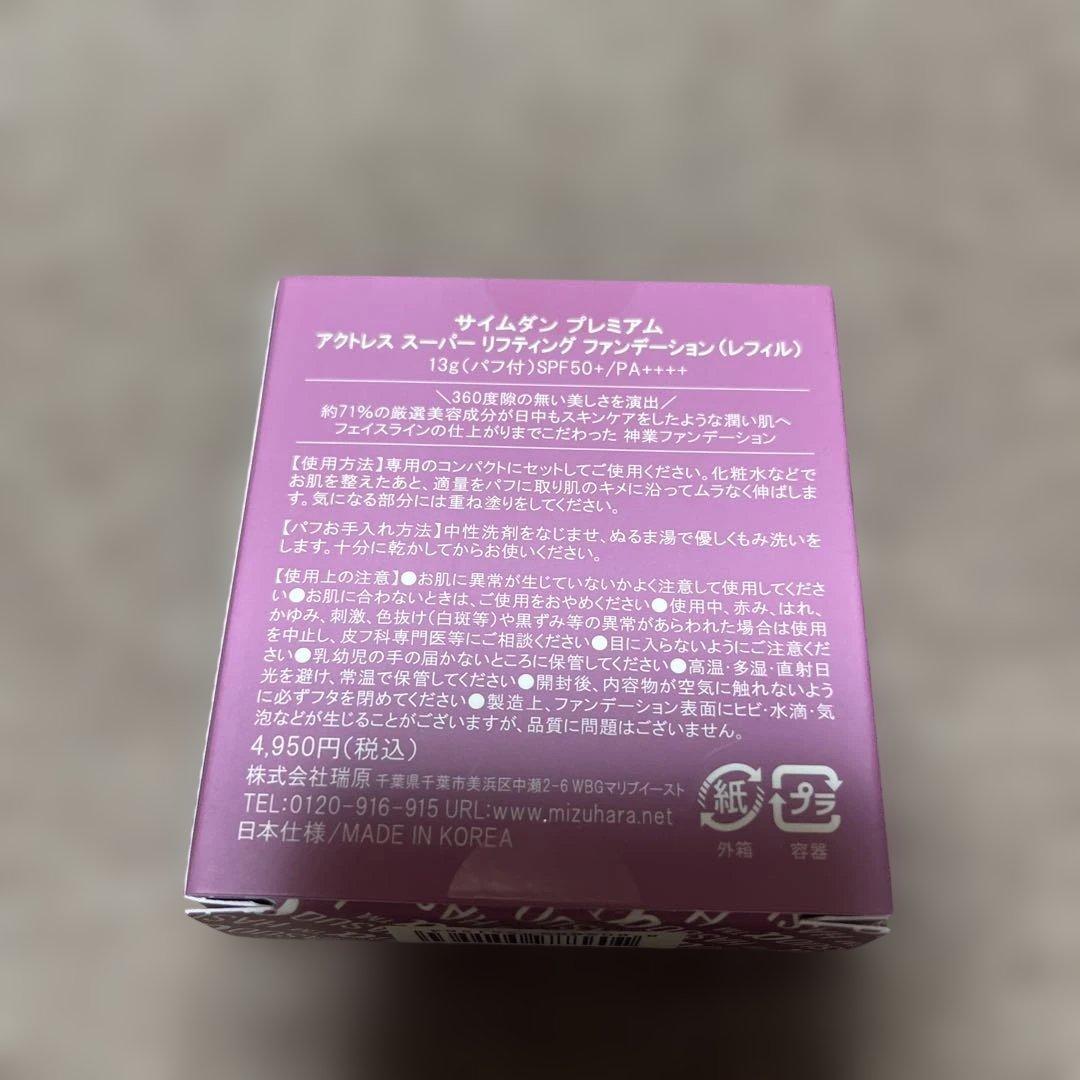 サイムダン プレミアム
アクトレス スーパー リフティング ファンデーション(レフィル)
13g(パフ付)SPF50+/PA++++
＼360度隙の無い美しさを演出／
約71%の厳選美容成分が日中もスキンケアをしたような潤い肌へ
フェイスラインの仕上がりまでこだわった 神業ファンデーション
【使用方法】専用のコンパクトにセットしてご使用ください。化粧水などで
お肌を整えたあと、適量をパフに取り肌のキメに沿ってムラなく伸ばしま
す。気になる部分には重ね塗りをしてください。
【パフお手入れ方法】中性洗剤をなじませ、ぬるま湯で優しくもみ洗いを
します。十分に乾かしてからお使いください。
【使用上の注意】●お肌に異常が生じていないかよく注意して使用してくださ
い●お肌に合わないときは、ご使用をおやめください●使用中、赤み、はれ、
かゆみ、刺激、色抜け(白斑等)や黒ずみ等の異常があらわれた場合は使用
を中止し、皮フ科専門医等にご相談ください●目に入らないようにご注意くだ
さい●乳幼児の手の届かないところに保管してください●高温·多湿·直射日
光を避け、常温で保管してください●開封後、内容物が空気に触れないよう
に必ずフタを閉めてください●製造上、ファンデーション表面にヒビ·水滴·気
泡などが生じることがございますが、品質に問題はございません。
4,950円(税込)
株式会社瑞原 千葉県千葉市美浜区中瀬2-6 WBGマリブイースト
TEL:0120-916-915 URL:www.mizuhara.net
日本仕様/MADE IN KOREA
紙 プラ
外箱 容器